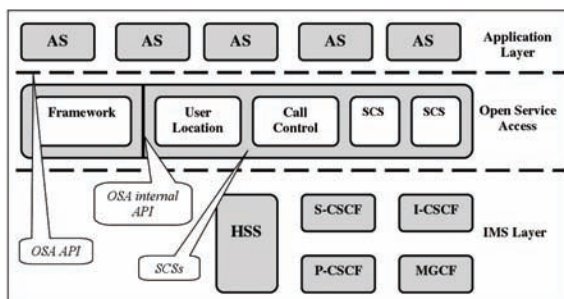 AS AS AS AS AS
Application
Layer
Framework
User
Location
Call
Control
SCS
SCS
Open Service
Access
OSA internal
API
OSA API
SCSs
HSS
S-CSCF
I-CSCF
IMS Layer
P-CSCF
MGCF